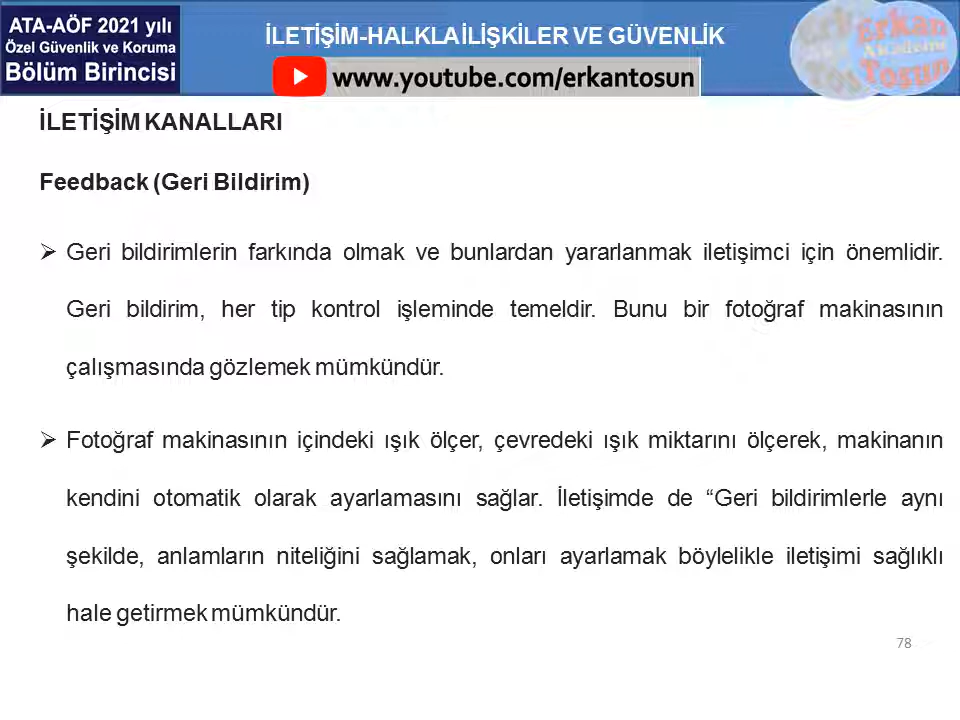 ATA-AÖF 2021 yılı
Özel Güvenlik ve Koruma
Bölüm Birincisi
İLETİŞİM-HALKLA İLİŞKİLER VE GÜVENLİK
www.youtube.com/erkantosun
Erkan
Akademi
Tosun
İLETİŞİM KANALLARI
Feedback (Geri Bildirim)
➢ Geri bildirimlerin farkında olmak ve bunlardan yararlanmak iletişimci için önemlidir.
Geri bildirim, her tip kontrol işleminde temeldir. Bunu bir fotoğraf makinasının
çalışmasında gözlemek mümkündür.
➢ Fotoğraf makinasının içindeki ışık ölçer, çevredeki ışık miktarını ölçerek, makinanın
kendini otomatik olarak ayarlamasını sağlar. İletişimde de “Geri bildirimlerle aynı
şekilde, anlamların niteliğini sağlamak, onları ayarlamak böylelikle iletişimi sağlıklı
hale getirmek mümkündür.
78